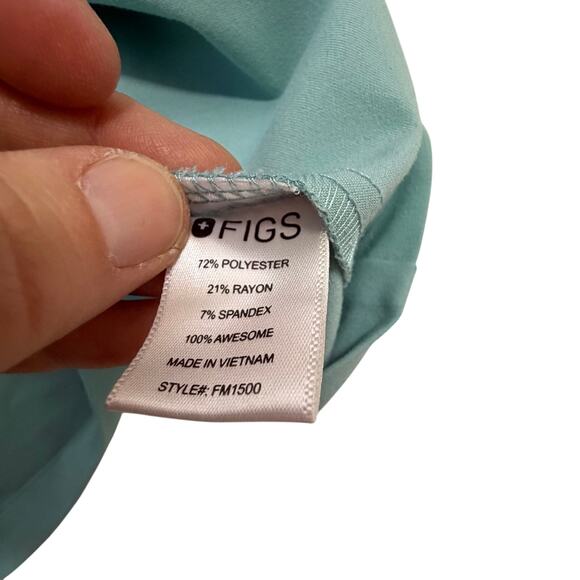 FIGS
72% POLYESTER
21% RAYON
7% SPANDEX
100% AWESOME
MADE IN VIETNAM
STYLE#: FM1500